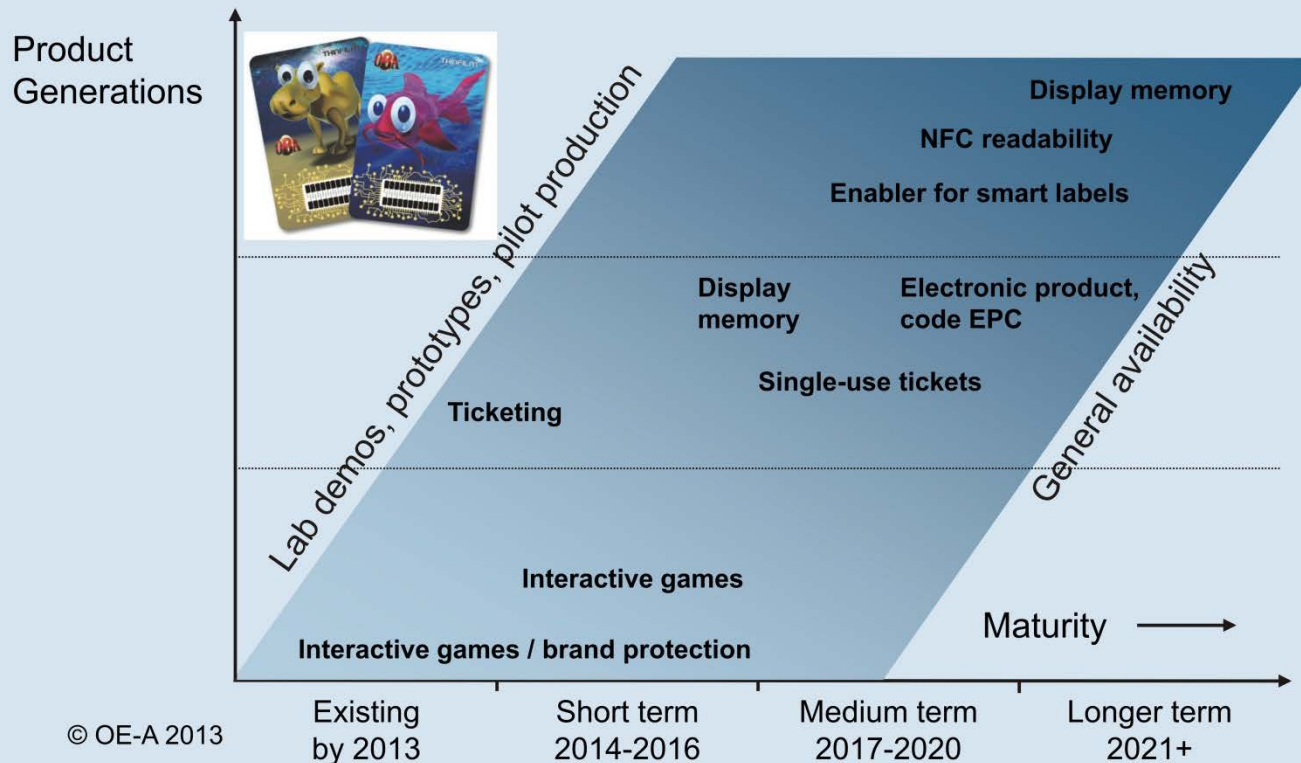 Product
Generations
THINFILM
THINFILM
Lab demos, prototypes, pilot production
Display memory
NFC readability
Enabler for smart labels
Display
memory
Electronic product,
code EPC
Single-use tickets
Ticketing
General availability
Interactive games
Interactive games / brand protection
Maturity
Existing
by 2013
Short term
2014-2016
Medium term
2017-2020
Longer term
2021+
© OE-A 2013